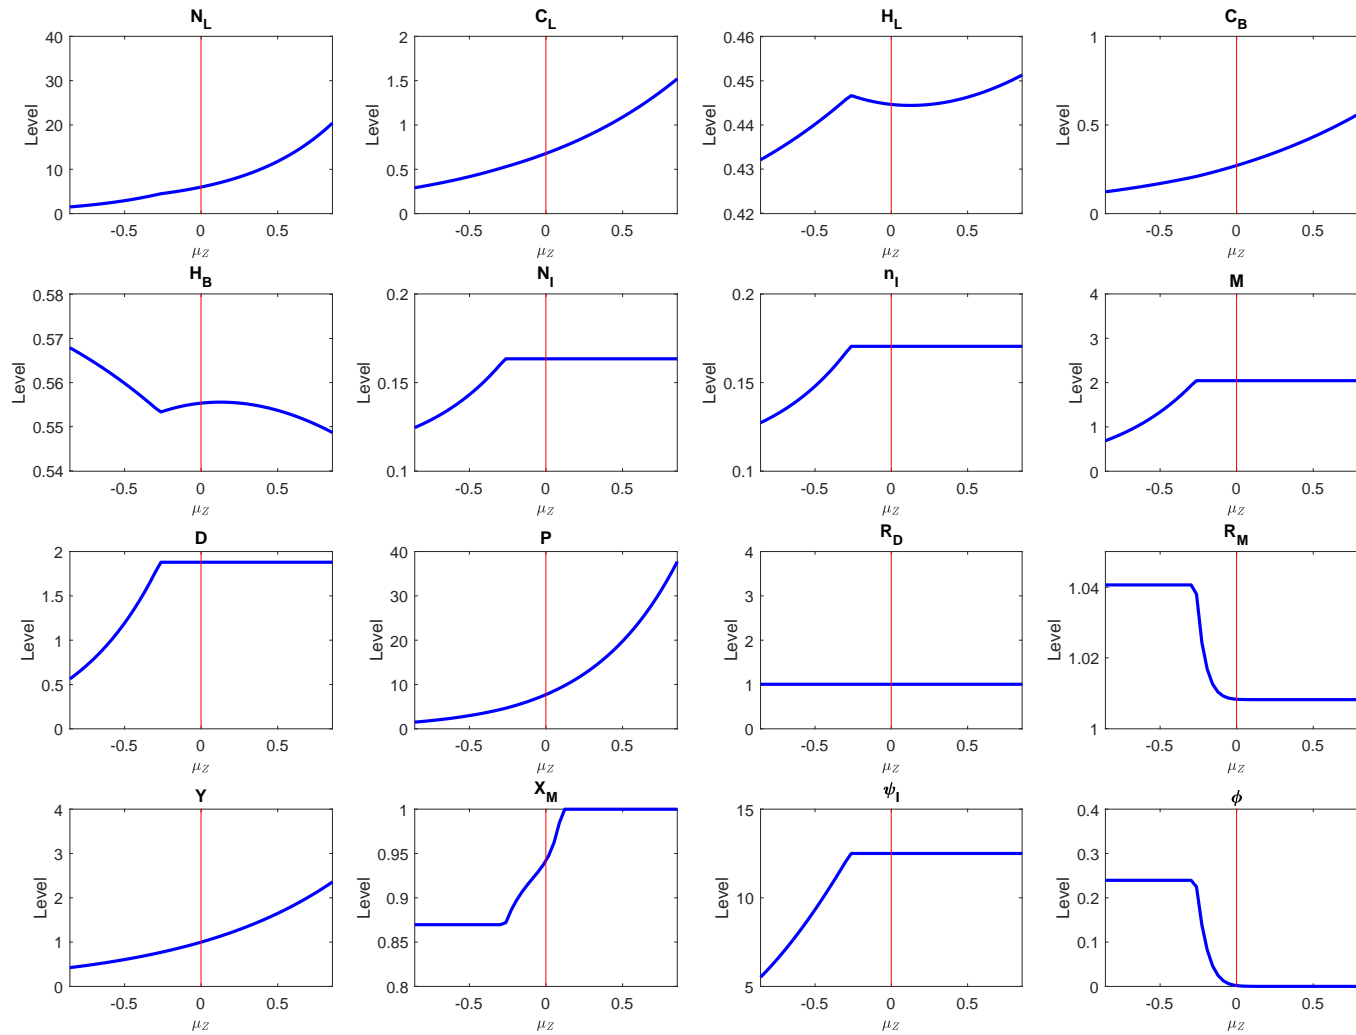 N_L C_L H_L C_B
40 2 0.46 1
30 1.5 0.45
20 1 0.44 0.5
10 0.5 0.43
0 0 0.42 0
Level Level Level Level
-0.5 0 0.5 -0.5 0 0.5 -0.5 0 0.5 -0.5 0 0.5
μ_Z μ_Z μ_Z μ_Z
H_B N_I n_I M
0.58 0.2 0.2 4
0.57 3
0.56 0.15 0.15 2
0.55 1
0.54 0.1 0.1 0
Level Level Level Level
-0.5 0 0.5 -0.5 0 0.5 -0.5 0 0.5 -0.5 0 0.5
μ_Z μ_Z μ_Z μ_Z
D P R_D R_M
2 40 4 1.04
1.5 30 3
1 20 2 1.02
0.5 10 1
0 0 0 1
Level Level Level Level
-0.5 0 0.5 -0.5 0 0.5 -0.5 0 0.5 -0.5 0 0.5
μ_Z μ_Z μ_Z μ_Z
Y X_M ψ_I ϕ
4 1 15 0.4
3 0.95 0.3
2 0.9 10 0.2
1 0.85 0.1
0 0.8 5 0
Level Level Level Level
-0.5 0 0.5 -0.5 0 0.5 -0.5 0 0.5 -0.5 0 0.5
μ_Z μ_Z μ_Z μ_Z